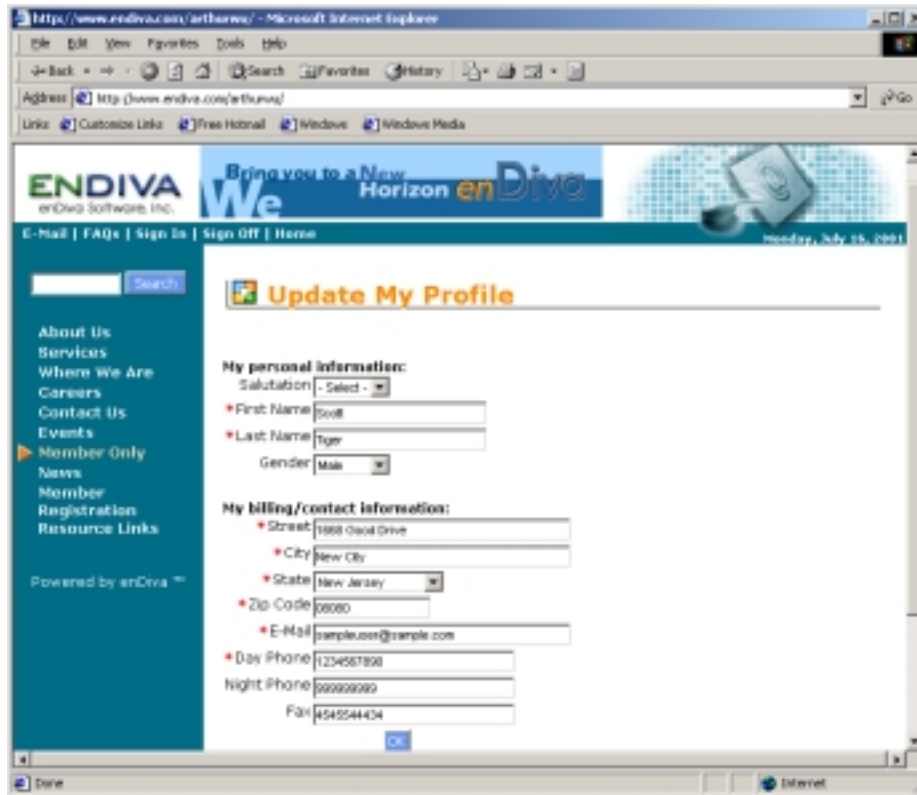 http://www.endiva.com/arthurwu/ - Microsoft Internet Explorer
File Edit View Favorites Tools Help
Back Search Favorites History
Address http://www.endiva.com/arthurwu/ Go
Links Customize Links Free Hotmail Windows Windows Media
ENDIVA
enDiva Software, Inc.
Bring you to a New
We Horizon enDiva
E-Mail | FAQs | Sign In | Sign Off | Home
Monday, July 16, 2001
Search
Update My Profile
About Us
Services
Where We Are
Careers
Contact Us
Events
Member Only
News
Member
Registration
Resource Links
Powered by enDiva ™
My personal information:
Salutation - Select -
*First Name Scott
*Last Name Tiger
Gender Male
My billing/contact information:
*Street Drive
*City New City
*State New Jersey
*Zip Code 08080
*E-Mail sampleuser@sample.com
*Day Phone 1234567890
Night Phone 999999999
Fax 4545544434
OK
Done Internet